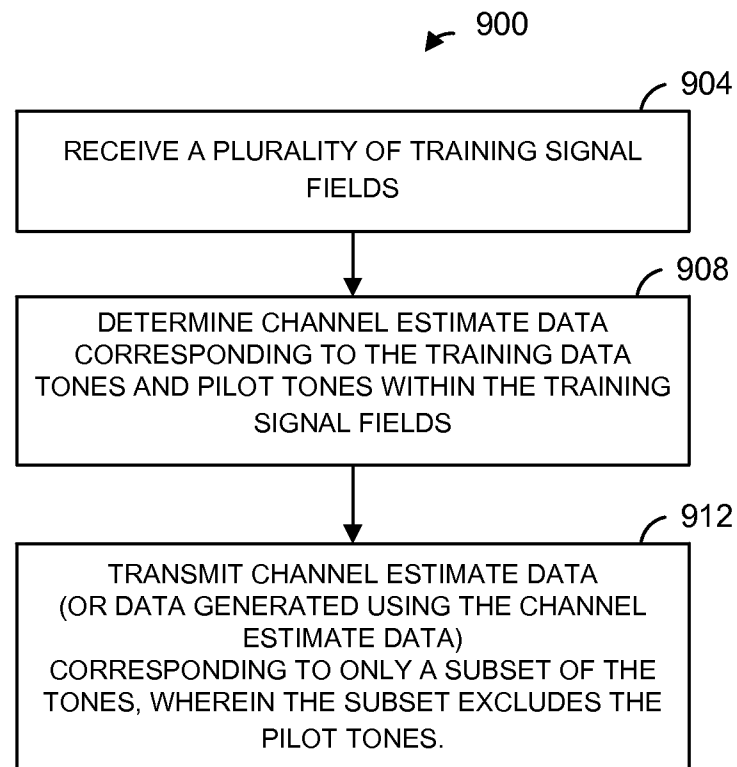 900
904
RECEIVE A PLURALITY OF TRAINING SIGNAL
FIELDS
908
DETERMINE CHANNEL ESTIMATE DATA
CORRESPONDING TO THE TRAINING DATA
TONES AND PILOT TONES WITHIN THE TRAINING
SIGNAL FIELDS
912
TRANSMIT CHANNEL ESTIMATE DATA
(OR DATA GENERATED USING THE CHANNEL
ESTIMATE DATA)
CORRESPONDING TO ONLY A SUBSET OF THE
TONES, WHEREIN THE SUBSET EXCLUDES THE
PILOT TONES.